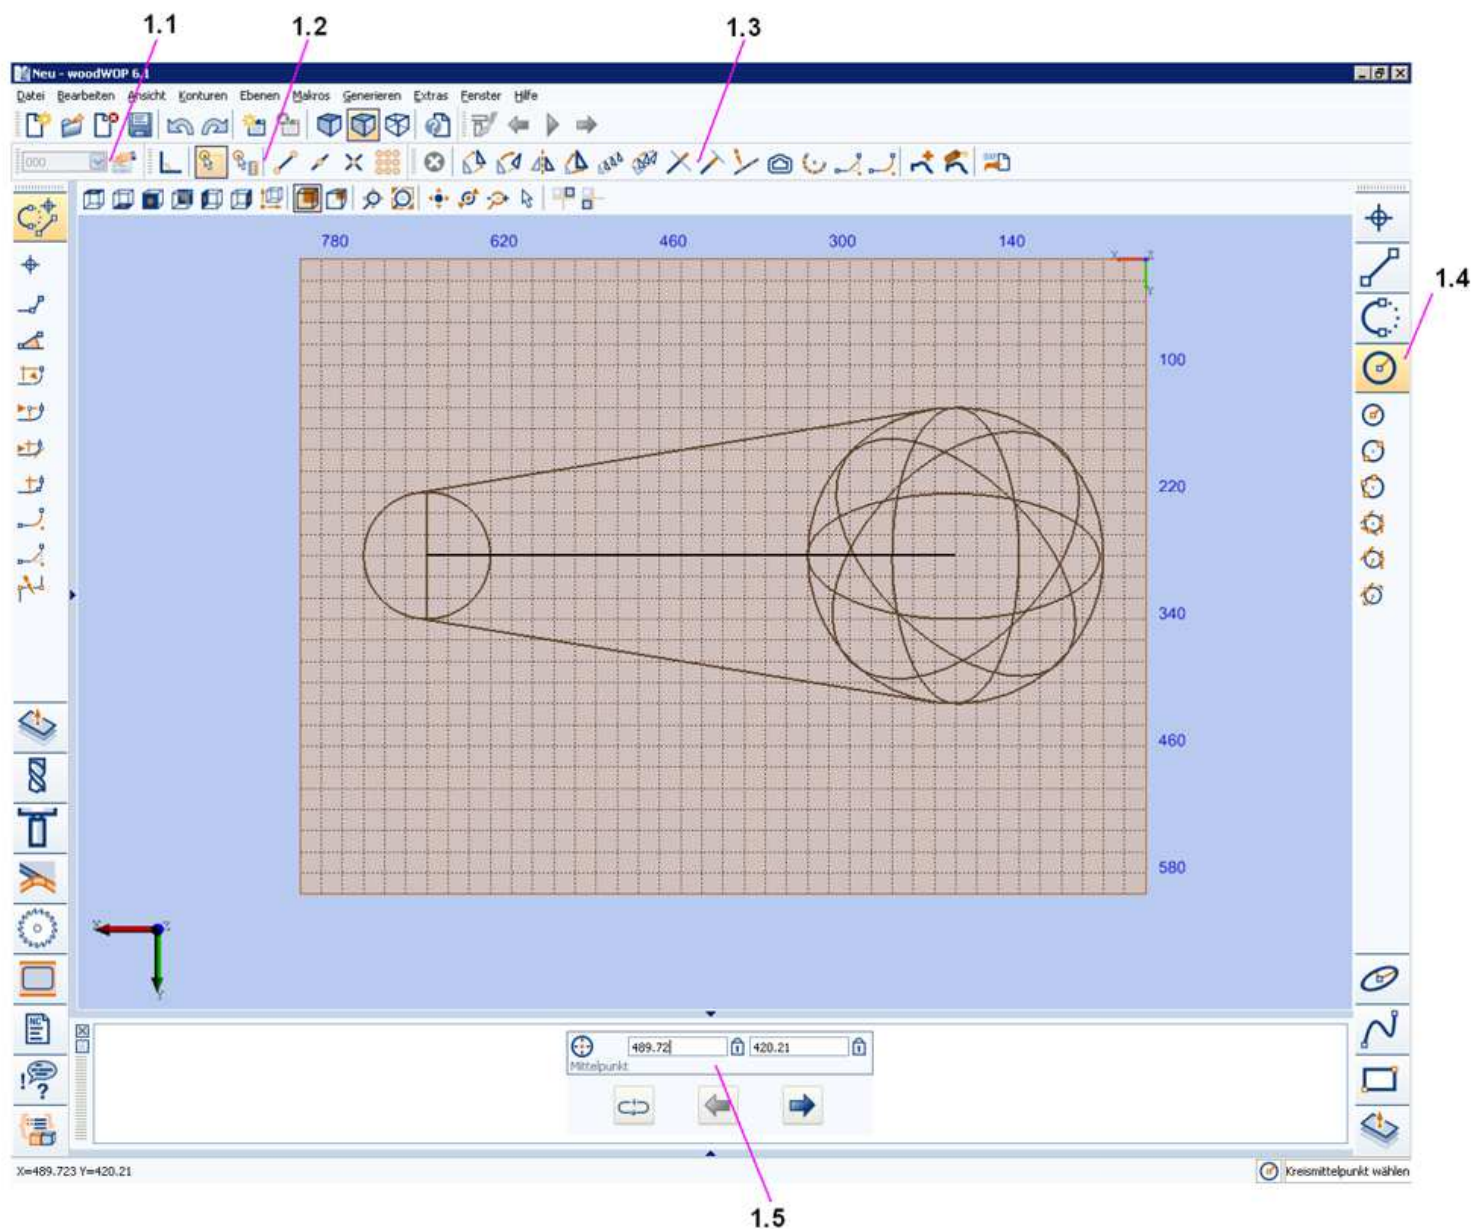 1.1
1.2
1.3
Neu - woodWOP 6.1
Datei Bearbeiten Ansicht Konturen Ebenen Makros Generieren Extras Fenster Hilfe
000
780 620 460 300 140
X Z
Y
1.4
100
220
340
460
580
X Z
Y
NC
489.72 420.21
Mittelpunkt
X=489.723 Y=420.21
Kreismittelpunkt wählen
1.5